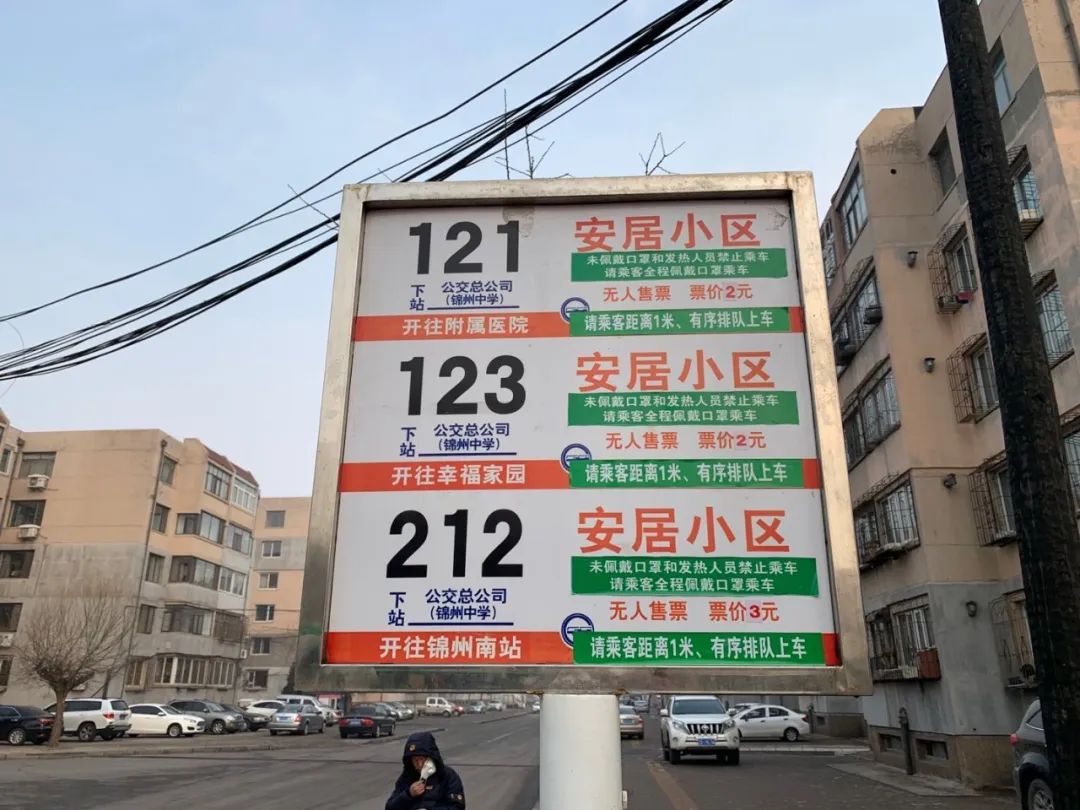 121
安居小区
未佩戴口罩和发热人员禁止乘车
请乘客全程佩戴口罩乘车
下站
公交总公司
(锦州中学)
无人售票 票价2元
开往附属医院
请乘客距离1米、有序排队上车
123
安居小区
未佩戴口罩和发热人员禁止乘车
请乘客全程佩戴口罩乘车
下站
公交总公司
(锦州中学)
无人售票 票价2元
开往幸福家园
请乘客距离1米、有序排队上车
212
安居小区
未佩戴口罩和发热人员禁止乘车
请乘客全程佩戴口罩乘车
下站
公交总公司
(锦州中学)
无人售票 票价3元
开往锦州南站
请乘客距离1米、有序排队上车